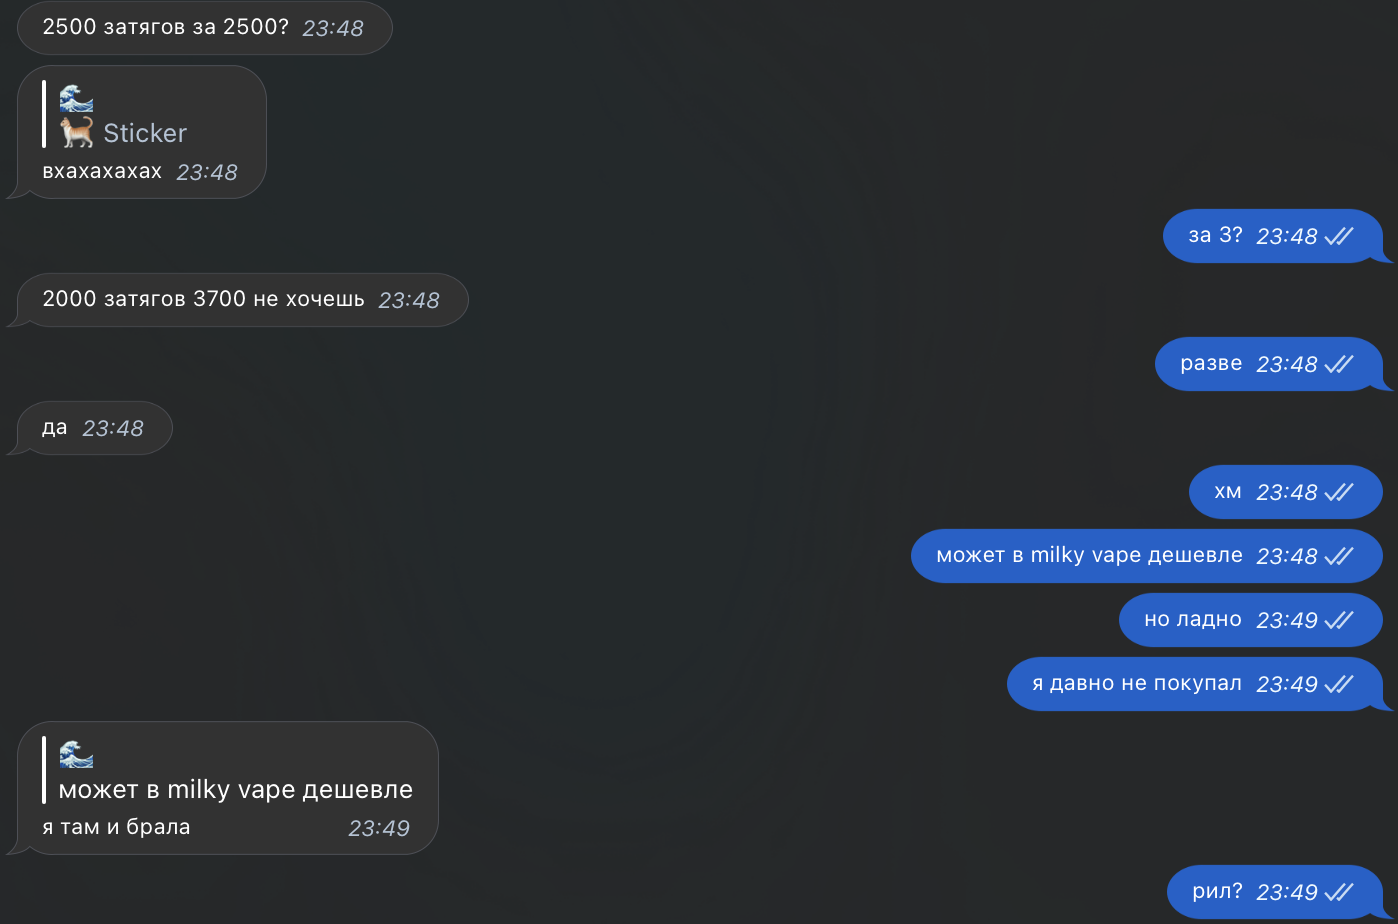 2500 затягов за 2500? 23:48
🌊
🐈 Sticker
вхахахахах 23:48
за 3? 23:48
2000 затягов 3700 не хочешь 23:48
разве 23:48
да 23:48
хм 23:48
может в milky vape дешевле 23:48
но ладно 23:49
я давно не покупал 23:49
🌊
может в milky vape дешевле
я там и брала 23:49
рил? 23:49